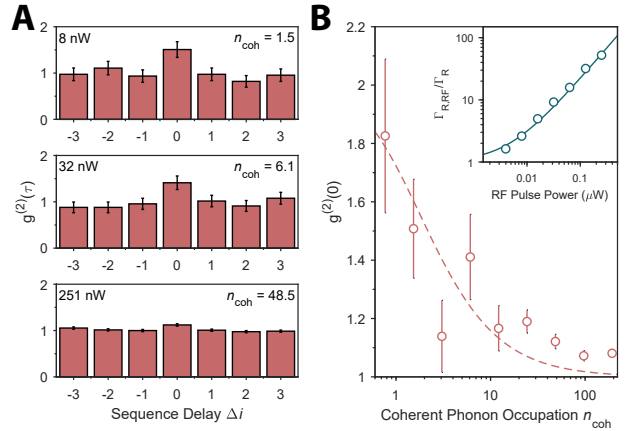 A
8 nW
n_coh = 1.5
2
1
0
-3 -2 -1 0 1 2 3
32 nW
n_coh = 6.1
2
1
0
-3 -2 -1 0 1 2 3
g^(2)(τ)
251 nW
n_coh = 48.5
2
1
0
-3 -2 -1 0 1 2 3
Sequence Delay Δi
B
2
1.8
1.6
1.4
1.2
1
g^(2)(0)
1 10 100
Coherent Phonon Occupation n_coh
100
10
1
Γ_R,RF/Γ_R
0.01 0.1
RF Pulse Power (μW)